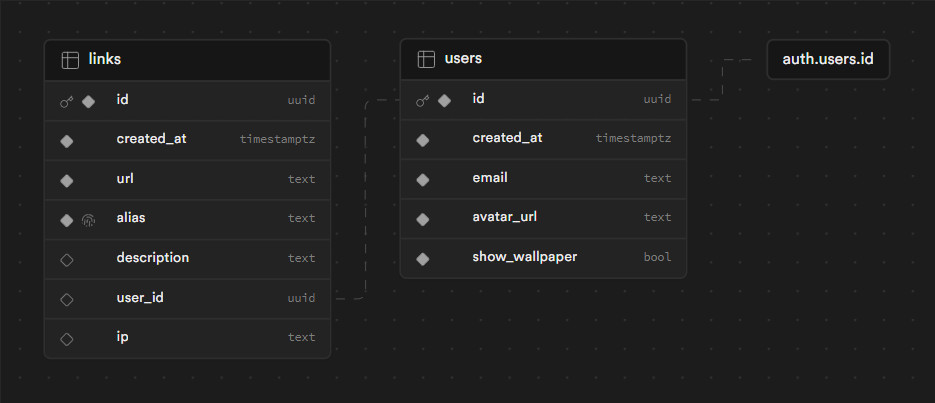 links
id uuid
created_at timestamptz
url text
alias text
description text
user_id uuid
ip text
users
id uuid
created_at timestamptz
email text
avatar_url text
show_wallpaper bool
auth.users.id